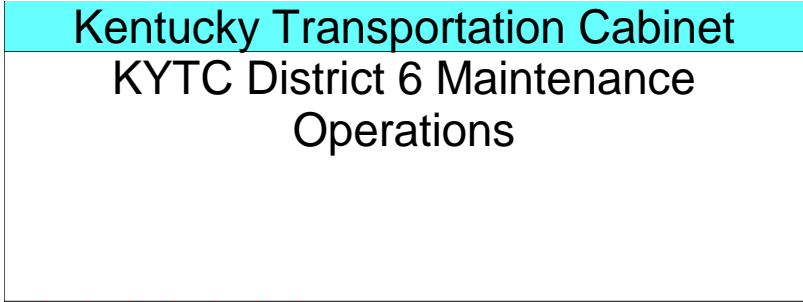 Kentucky Transportation Cabinet
KYTC District 6 Maintenance
Operations